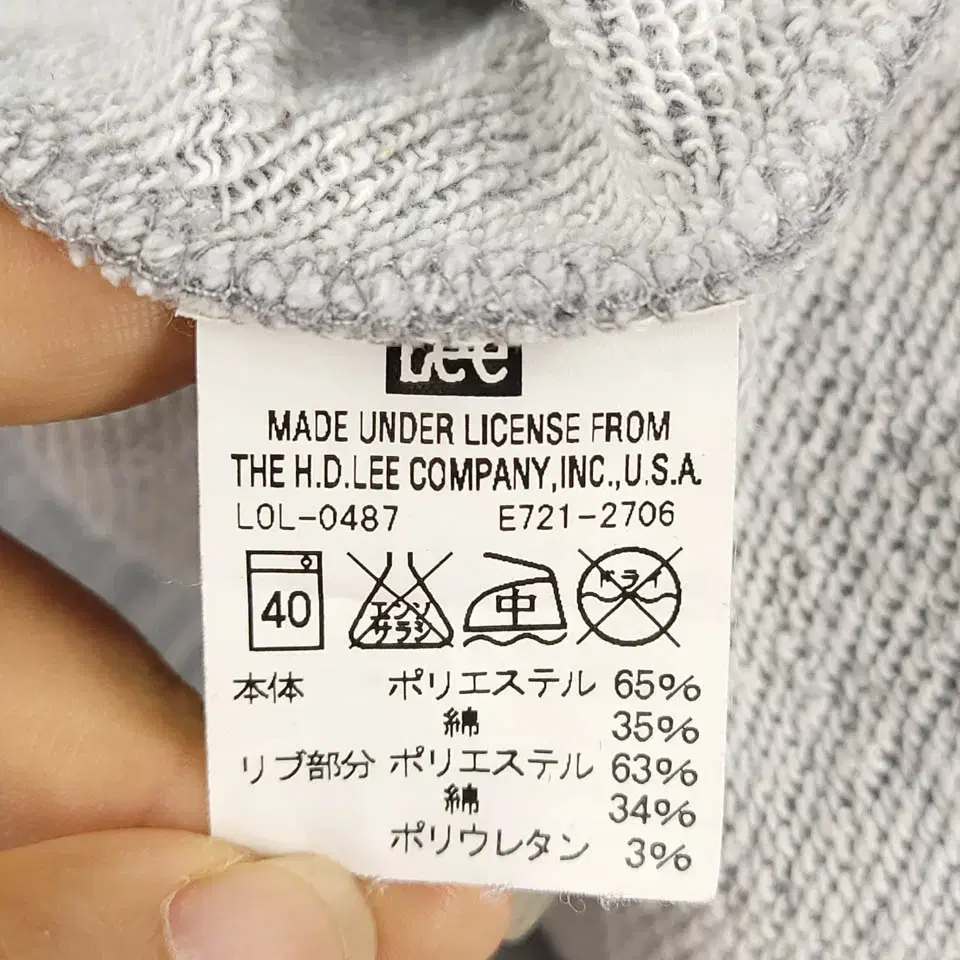 Lee
MADE UNDER LICENSE FROM
THE H.D.LEE COMPANY,INC.,U.S.A.
LOL-0487 E721-2706
40 エンソサラシ 中 ドライ
本体 ポリエステル 65%
綿 35%
リブ部分 ポリエステル 63%
綿 34%
ポリウレタン 3%